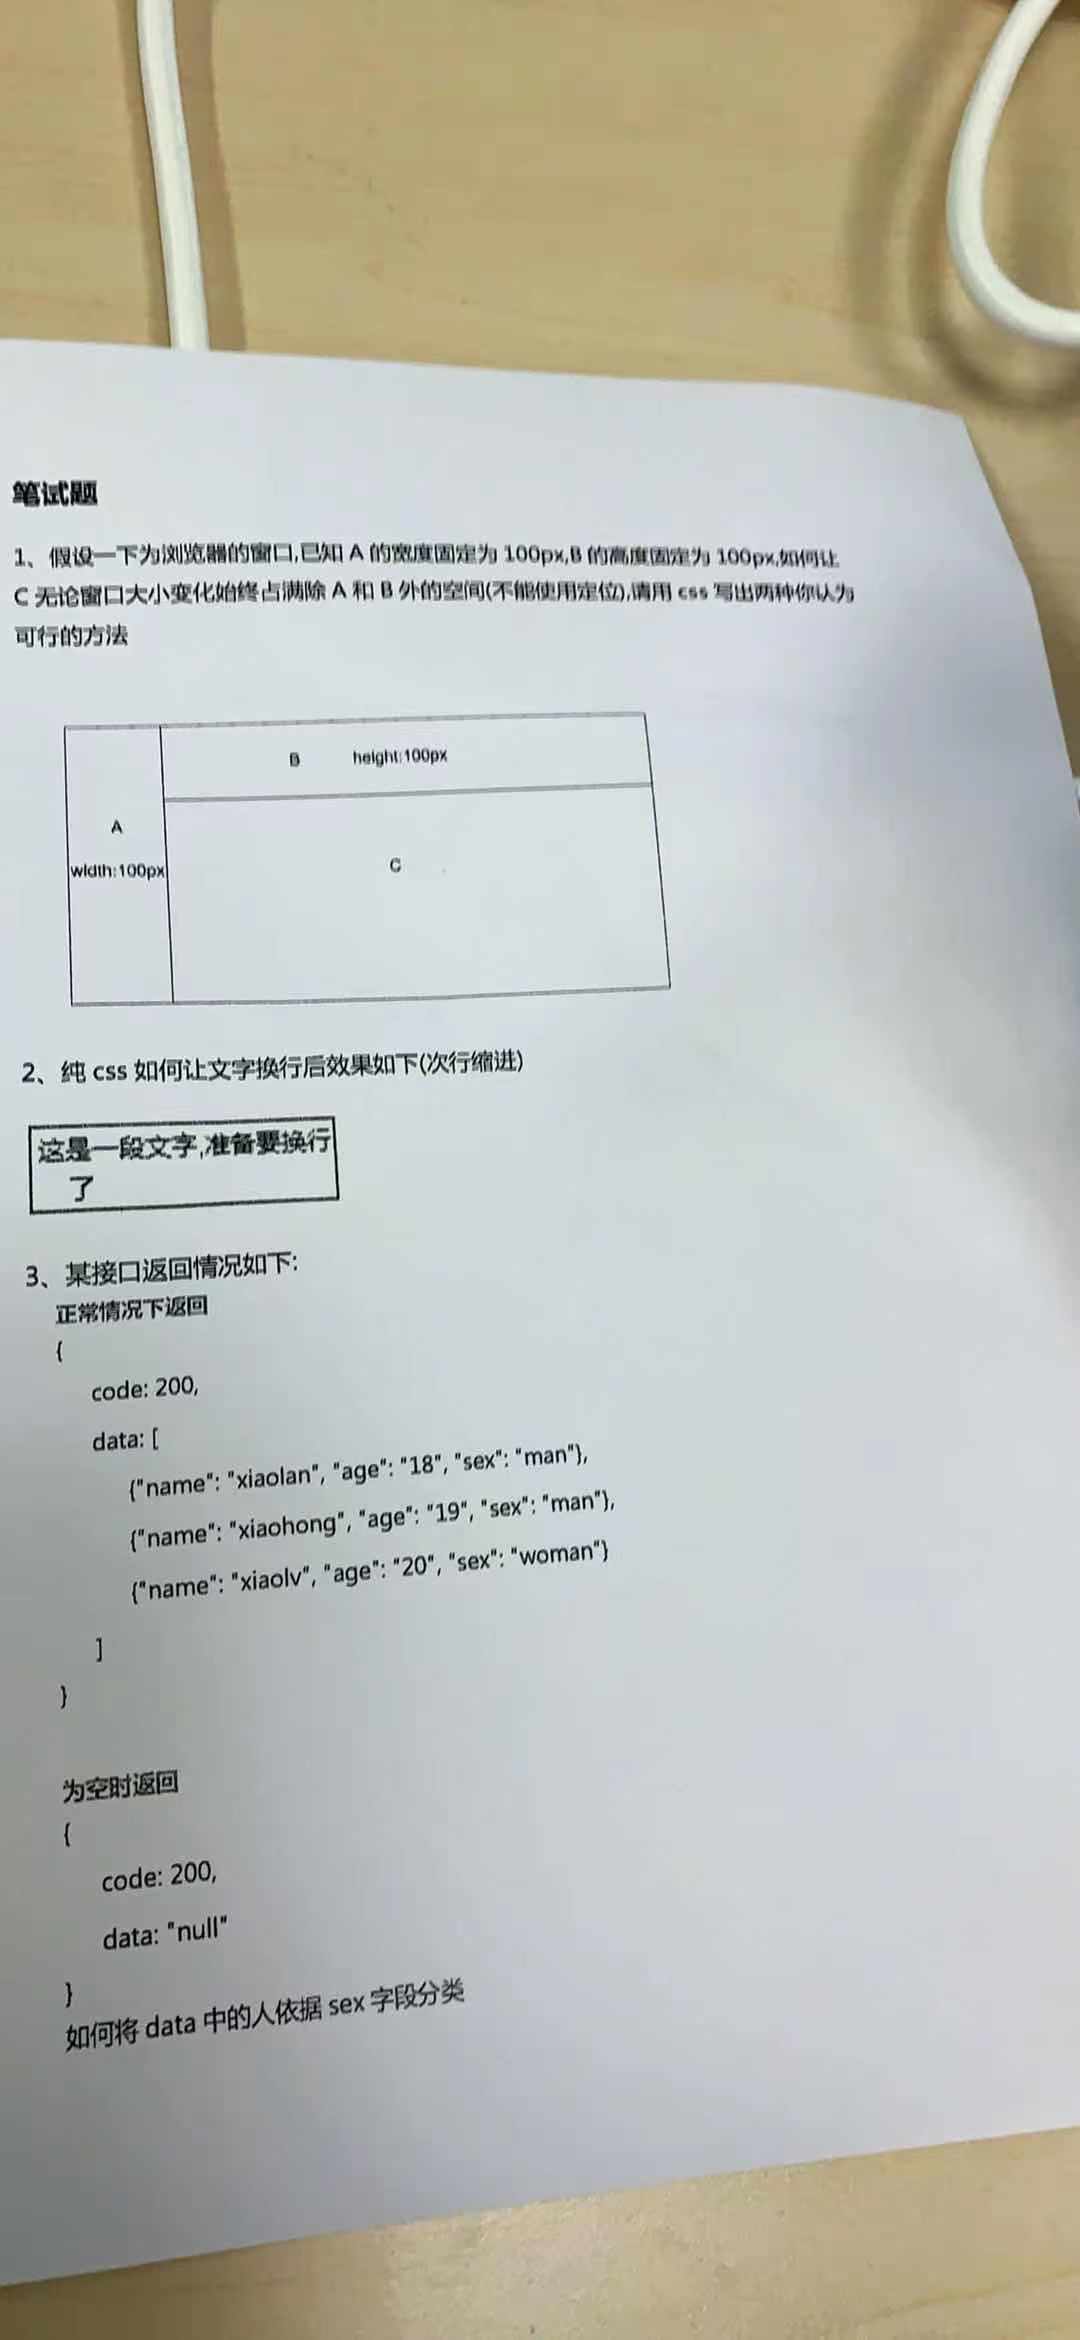 笔试题
1、假设一下为浏览器的窗口,已知 A 的宽度固定为 100px,B 的高度固定为 100px,如何让
C 无论窗口大小变化始终占满除 A 和 B 外的空间(不能使用定位),请用 css 写出两种你认为
可行的方法
B height:100px
A
width:100px
C
2、纯 css 如何让文字换行后效果如下(次行缩进)
这是一段文字,准备要换行
了
3、某接口返回情况如下:
正常情况下返回
{
code: 200,
data: [
{"name": "xiaolan", "age": "18", "sex": "man"},
{"name": "xiaohong", "age": "19", "sex": "man"},
{"name": "xiaolv", "age": "20", "sex": "woman"}
]
}
为空时返回
{
code: 200,
data: "null"
}
如何将 data 中的人依据 sex 字段分类